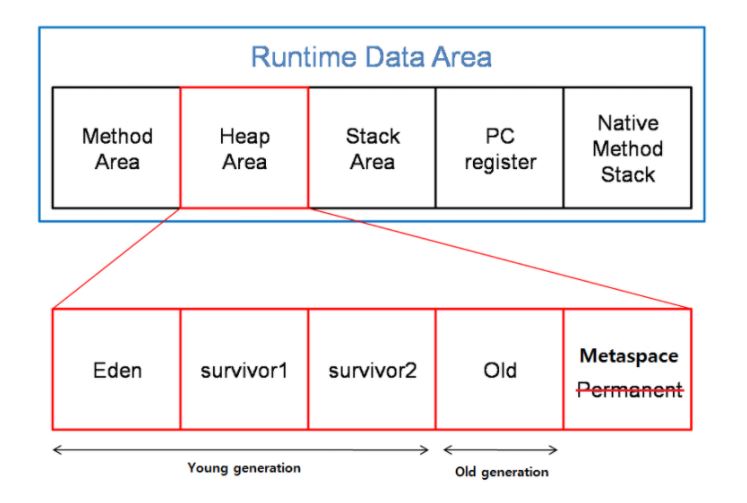 Runtime Data Area
Method
Area
Heap
Area
Stack
Area
PC
register
Native
Method
Stack
Eden
survivor1
survivor2
Old
Metaspace
Permanent
Young generation
Old generation